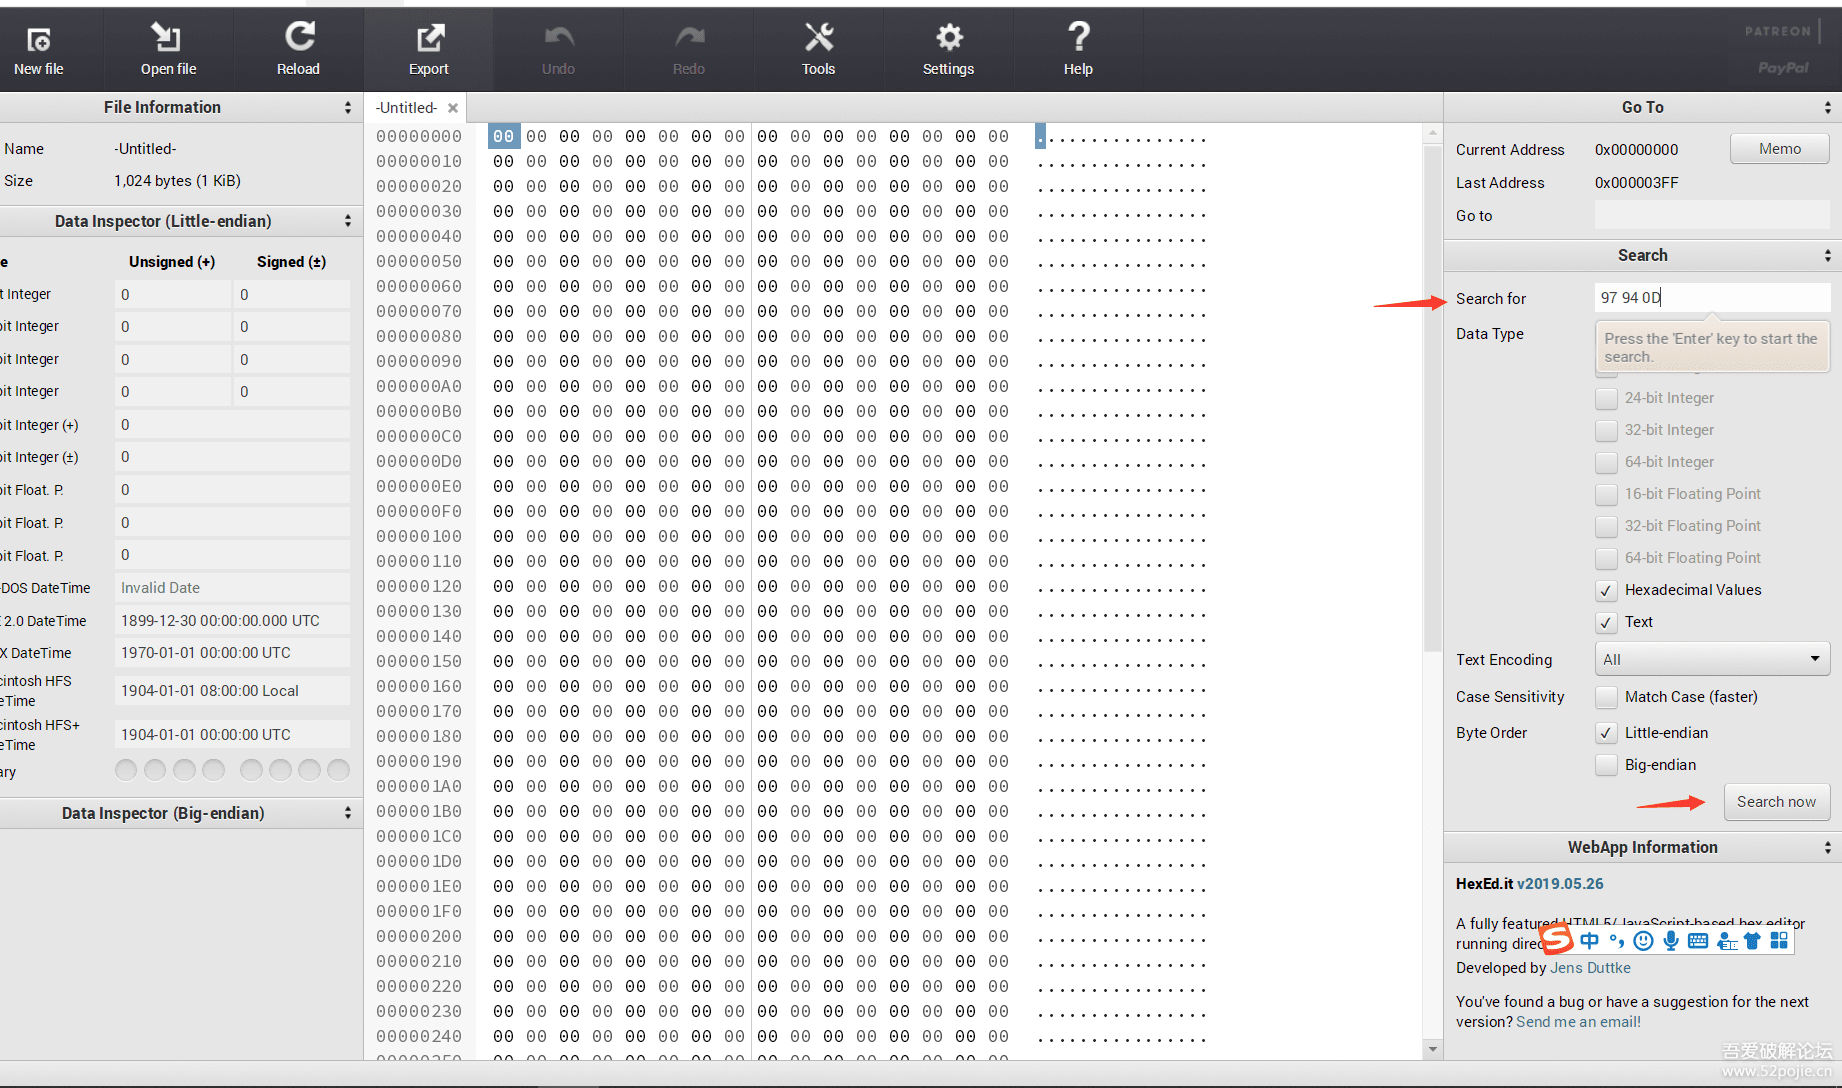 New file
Open file
Reload
Export
Undo
Redo
Tools
Settings
Help
PATREON
PayPal
File Information
Name -Untitled-
Size 1,024 bytes (1 KiB)
Data Inspector (Little-endian)
e Unsigned (+) Signed (±)
t Integer 0 0
bit Integer 0 0
bit Integer 0 0
bit Integer 0 0
bit Integer (+) 0
bit Integer (±) 0
bit Float. P. 0
bit Float. P. 0
bit Float. P. 0
-DOS DateTime Invalid Date
E 2.0 DateTime 1899-12-30 00:00:00.000 UTC
X DateTime 1970-01-01 00:00:00 UTC
cintosh HFS
eTime 1904-01-01 08:00:00 Local
cintosh HFS+
eTime 1904-01-01 00:00:00 UTC
ary
Data Inspector (Big-endian)
-Untitled-
00000000 00 00 00 00 00 00 00 00 00 00 00 00 00 00 00 00 ................
00000010 00 00 00 00 00 00 00 00 00 00 00 00 00 00 00 00 ................
00000020 00 00 00 00 00 00 00 00 00 00 00 00 00 00 00 00 ................
00000030 00 00 00 00 00 00 00 00 00 00 00 00 00 00 00 00 ................
00000040 00 00 00 00 00 00 00 00 00 00 00 00 00 00 00 00 ................
00000050 00 00 00 00 00 00 00 00 00 00 00 00 00 00 00 00 ................
00000060 00 00 00 00 00 00 00 00 00 00 00 00 00 00 00 00 ................
00000070 00 00 00 00 00 00 00 00 00 00 00 00 00 00 00 00 ................
00000080 00 00 00 00 00 00 00 00 00 00 00 00 00 00 00 00 ................
00000090 00 00 00 00 00 00 00 00 00 00 00 00 00 00 00 00 ................
000000A0 00 00 00 00 00 00 00 00 00 00 00 00 00 00 00 00 ................
000000B0 00 00 00 00 00 00 00 00 00 00 00 00 00 00 00 00 ................
000000C0 00 00 00 00 00 00 00 00 00 00 00 00 00 00 00 00 ................
000000D0 00 00 00 00 00 00 00 00 00 00 00 00 00 00 00 00 ................
000000E0 00 00 00 00 00 00 00 00 00 00 00 00 00 00 00 00 ................
000000F0 00 00 00 00 00 00 00 00 00 00 00 00 00 00 00 00 ................
00000100 00 00 00 00 00 00 00 00 00 00 00 00 00 00 00 00 ................
00000110 00 00 00 00 00 00 00 00 00 00 00 00 00 00 00 00 ................
00000120 00 00 00 00 00 00 00 00 00 00 00 00 00 00 00 00 ................
00000130 00 00 00 00 00 00 00 00 00 00 00 00 00 00 00 00 ................
00000140 00 00 00 00 00 00 00 00 00 00 00 00 00 00 00 00 ................
00000150 00 00 00 00 00 00 00 00 00 00 00 00 00 00 00 00 ................
00000160 00 00 00 00 00 00 00 00 00 00 00 00 00 00 00 00 ................
00000170 00 00 00 00 00 00 00 00 00 00 00 00 00 00 00 00 ................
00000180 00 00 00 00 00 00 00 00 00 00 00 00 00 00 00 00 ................
00000190 00 00 00 00 00 00 00 00 00 00 00 00 00 00 00 00 ................
000001A0 00 00 00 00 00 00 00 00 00 00 00 00 00 00 00 00 ................
000001B0 00 00 00 00 00 00 00 00 00 00 00 00 00 00 00 00 ................
000001C0 00 00 00 00 00 00 00 00 00 00 00 00 00 00 00 00 ................
000001D0 00 00 00 00 00 00 00 00 00 00 00 00 00 00 00 00 ................
000001E0 00 00 00 00 00 00 00 00 00 00 00 00 00 00 00 00 ................
000001F0 00 00 00 00 00 00 00 00 00 00 00 00 00 00 00 00 ................
00000200 00 00 00 00 00 00 00 00 00 00 00 00 00 00 00 00 ................
00000210 00 00 00 00 00 00 00 00 00 00 00 00 00 00 00 00 ................
00000220 00 00 00 00 00 00 00 00 00 00 00 00 00 00 00 00 ................
00000230 00 00 00 00 00 00 00 00 00 00 00 00 00 00 00 00 ................
00000240 00 00 00 00 00 00 00 00 00 00 00 00 00 00 00 00 ................
Go To
Current Address 0x00000000 Memo
Last Address 0x000003FF
Go to
Search
Search for 97 94 0D
Data Type
Press the 'Enter' key to start the
search.
24-bit Integer
32-bit Integer
64-bit Integer
16-bit Floating Point
32-bit Floating Point
64-bit Floating Point
Hexadecimal Values
Text
Text Encoding All
Case Sensitivity Match Case (faster)
Byte Order Little-endian
Big-endian
Search now
WebApp Information
HexEd.it v2019.05.26
A fully featured HTML5/JavaScript-based hex editor
running dire
中
Developed by Jens Duttke
You've found a bug or have a suggestion for the next
version? Send me an email!
吾爱破解论坛
www.52pojie.cn